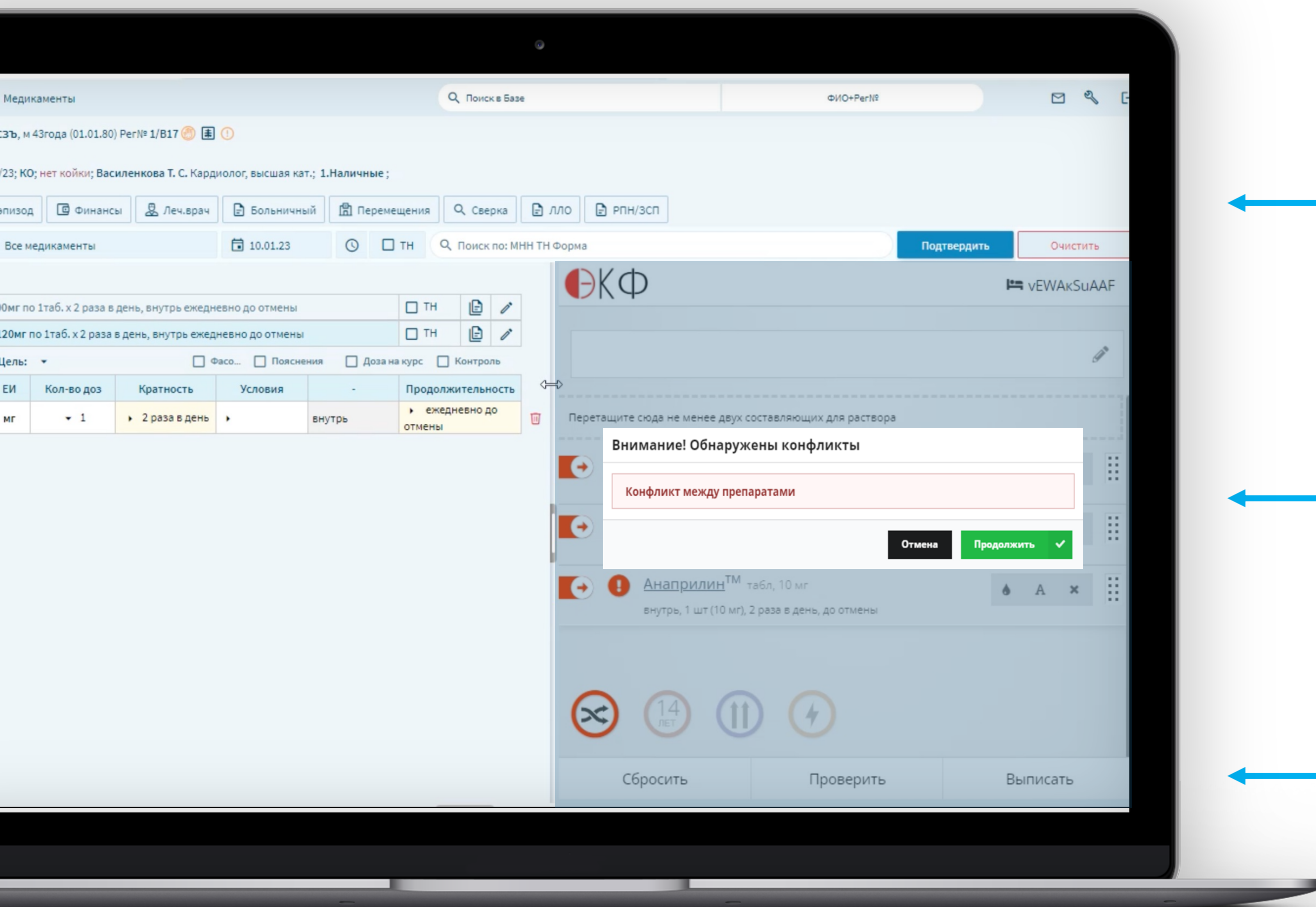 Медикаменты
Поиск в Базе
ФИО+Рег№
м 43года (01.01.80) Рег№ 1/В17
/23; КО; нет койки; Василенкова Т. С. Кардиолог, высшая кат.; 1.Наличные ;
Финансы
Леч.врач
Больничный
Перемещения
Сверка
ЛЛО
РПН/ЗСП
Все медикаменты
10.01.23
ТН
Поиск по: МНН ТН Форма
Подтвердить
Очистить
ЭКФ
vEWAкSuAAF
0мг по 1таб. x 2 раза в день, внутрь ежедневно до отмены
ТН
120мг по 1таб. x 2 раза в день, внутрь ежедневно до отмены
ТН
Цель:
Фасо...
Пояснения
Доза на курс
Контроль
ЕИ
Кол-во доз
Кратность
Условия
-
Продолжительность
мг
1
2 раза в день
внутрь
ежедневно до
отмены
Перетащите сюда не менее двух составляющих для раствора
Внимание! Обнаружены конфликты
Конфликт между препаратами
Отмена
Продолжить
Анаприлин™ табл, 10 мг
A
внутрь, 1 шт (10 мг), 2 раза в день, до отмены
14
ЛЕТ
Сбросить
Проверить
Выписать